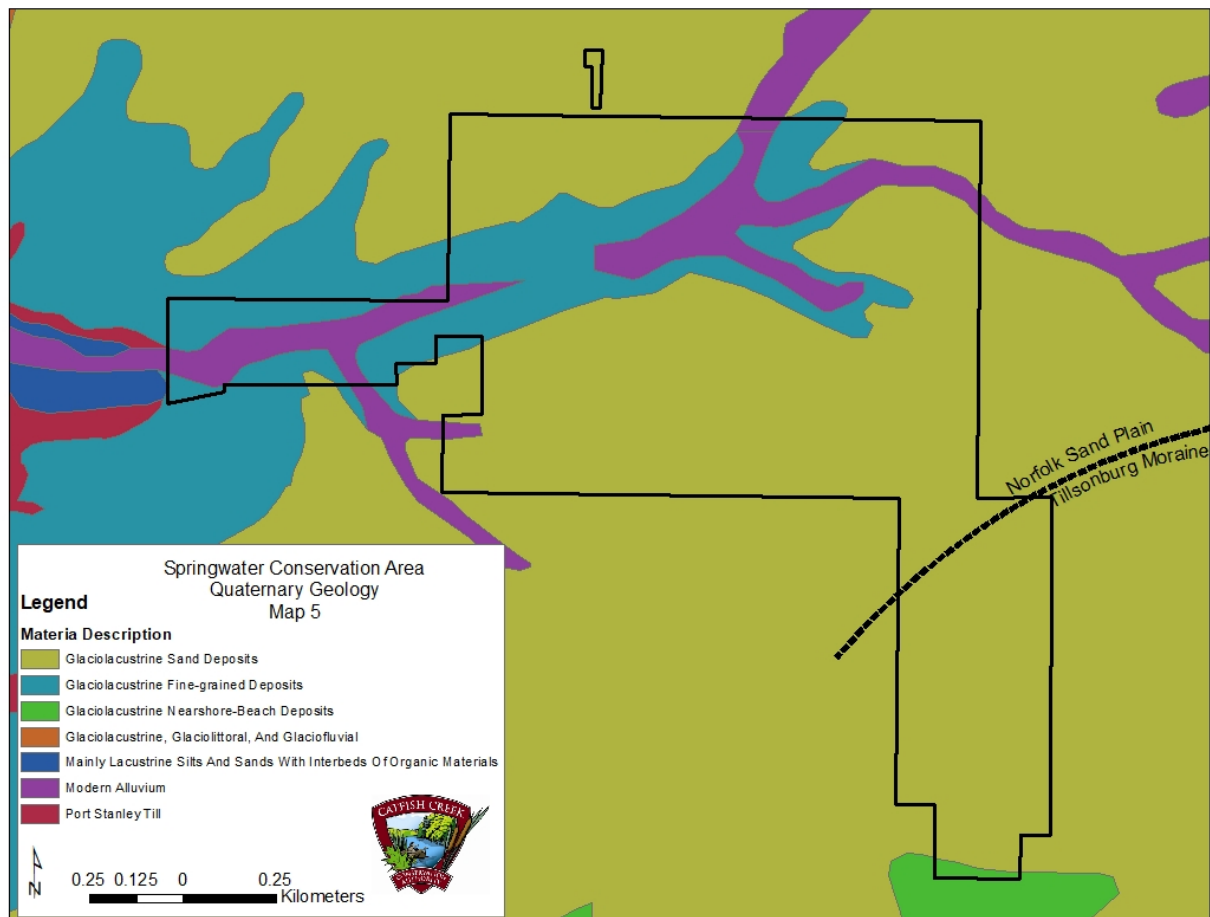 Norfolk Sand Plain
Tillsonburg Moraine
Springwater Conservation Area
Quaternary Geology
Map 5
Legend
Materia Description
Glaciolacustrine Sand Deposits
Glaciolacustrine Fine-grained Deposits
Glaciolacustrine Nearshore-Beach Deposits
Glaciolacustrine, Glaciolittoral, And Glaciofluvial
Mainly Lacustrine Silts And Sands With Interbeds Of Organic Materials
Modern Alluvium
Port Stanley Till
CATFISH CREEK
CONSERVATION
AUTHORITY
N
0.25 0.125 0 0.25
Kilometers